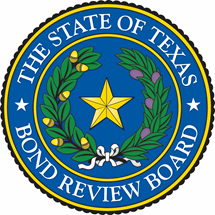 THE STATE OF TEXAS
BOND REVIEW BOARD